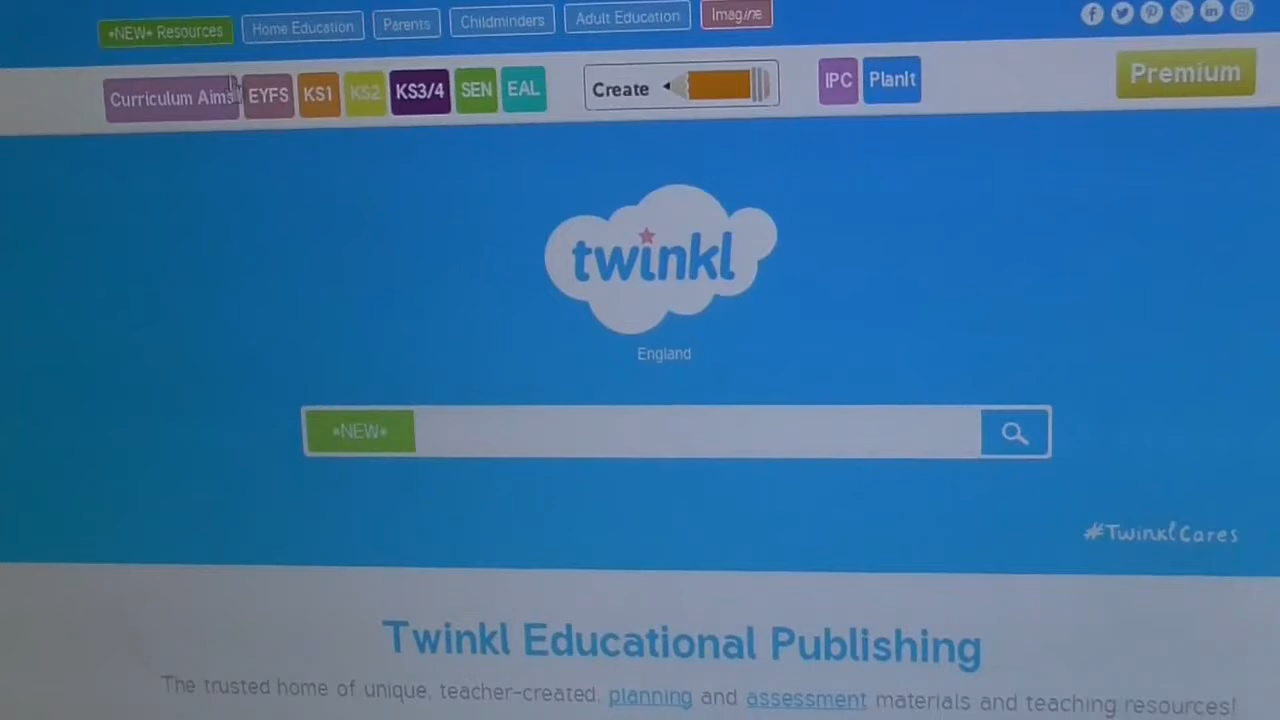 *NEW* Resources Home Education Parents Childminders Adult Education Imagine
Curriculum Aims EYFS KS1 KS2 KS3/4 SEN EAL Create IPC PlanIt Premium
twinkl
England
*NEW*
#TwinklCares
Twinkl Educational Publishing
The trusted home of unique, teacher-created, planning and assessment materials and teaching resources!